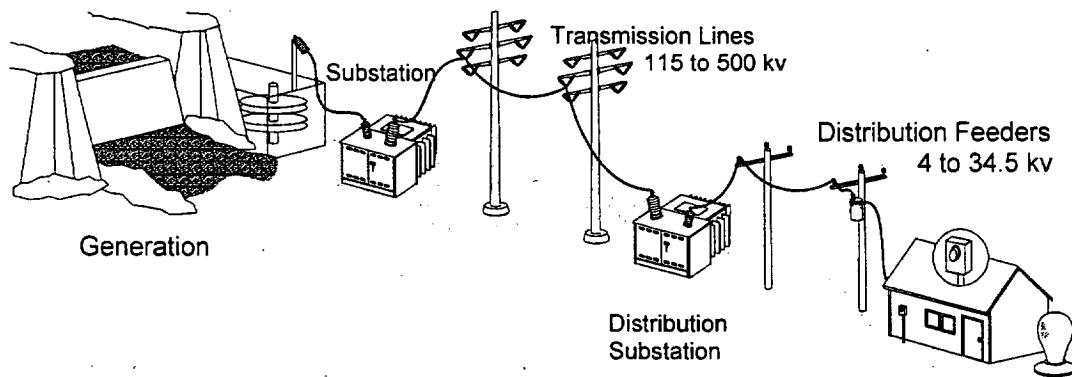 Transmission Lines
115 to 500 kv
Substation
Distribution Feeders
4 to 34.5 kv
Generation
Distribution
Substation